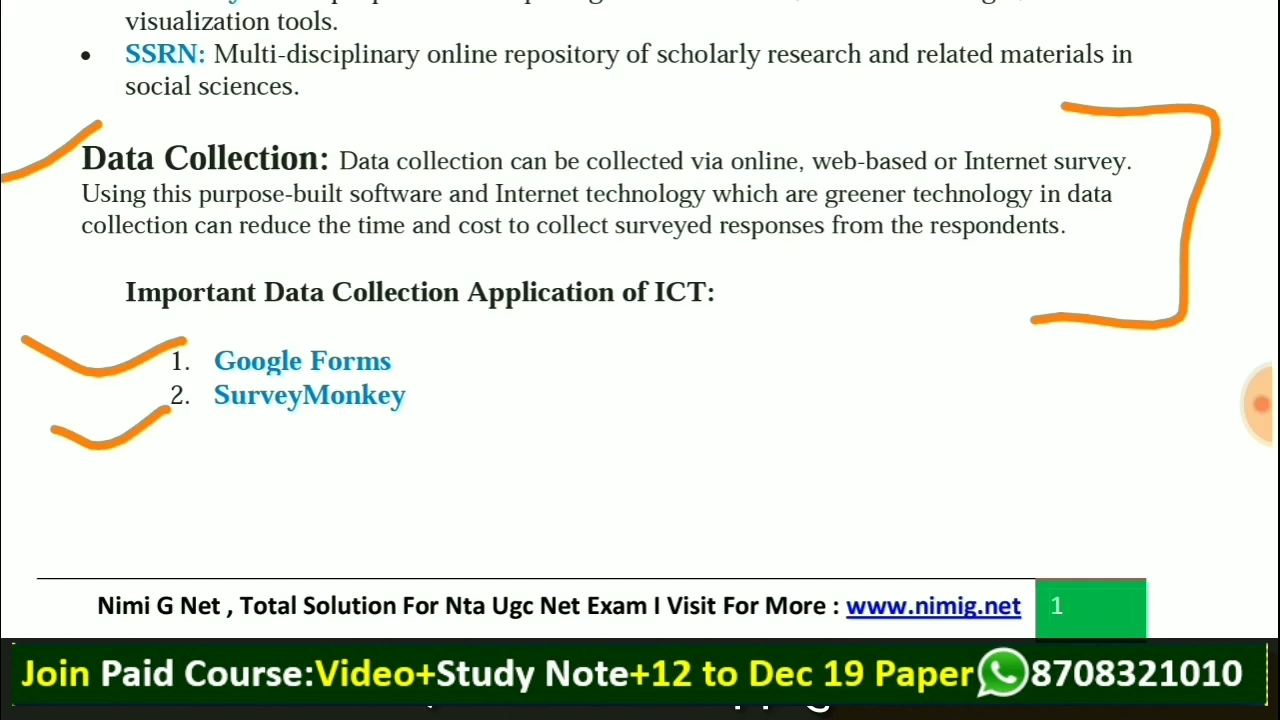 visualization tools.
• SSRN: Multi-disciplinary online repository of scholarly research and related materials in
social sciences.
Data Collection: Data collection can be collected via online, web-based or Internet survey.
Using this purpose-built software and Internet technology which are greener technology in data
collection can reduce the time and cost to collect surveyed responses from the respondents.
Important Data Collection Application of ICT:
1. Google Forms
2. SurveyMonkey
Nimi G Net , Total Solution For Nta Ugc Net Exam I Visit For More : www.nimig.net 1
Join Paid Course:Video+Study Note+12 to Dec 19 Paper 8708321010